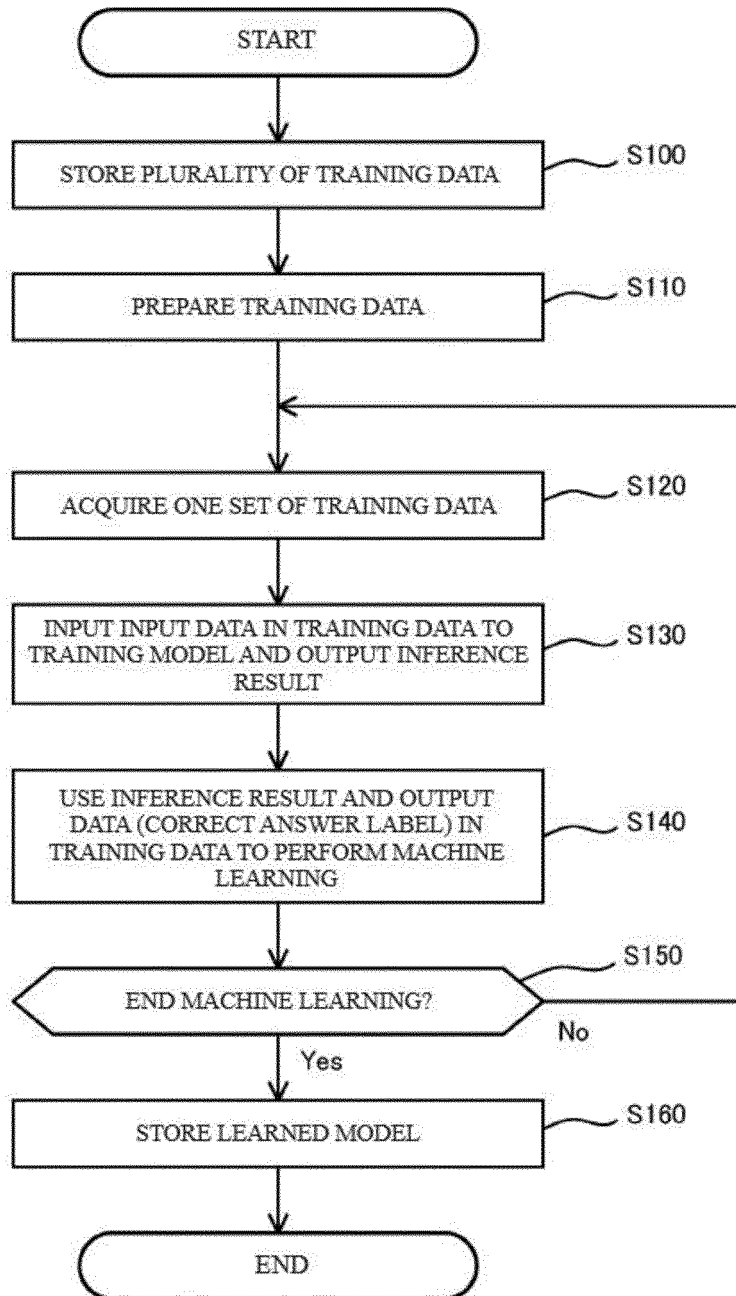 START
STORE PLURALITY OF TRAINING DATA
S100
PREPARE TRAINING DATA
S110
ACQUIRE ONE SET OF TRAINING DATA
S120
INPUT INPUT DATA IN TRAINING DATA TO
TRAINING MODEL AND OUTPUT INFERENCE
RESULT
S130
USE INFERENCE RESULT AND OUTPUT
DATA (CORRECT ANSWER LABEL) IN
TRAINING DATA TO PERFORM MACHINE
LEARNING
S140
END MACHINE LEARNING?
S150
No
Yes
STORE LEARNED MODEL
S160
END